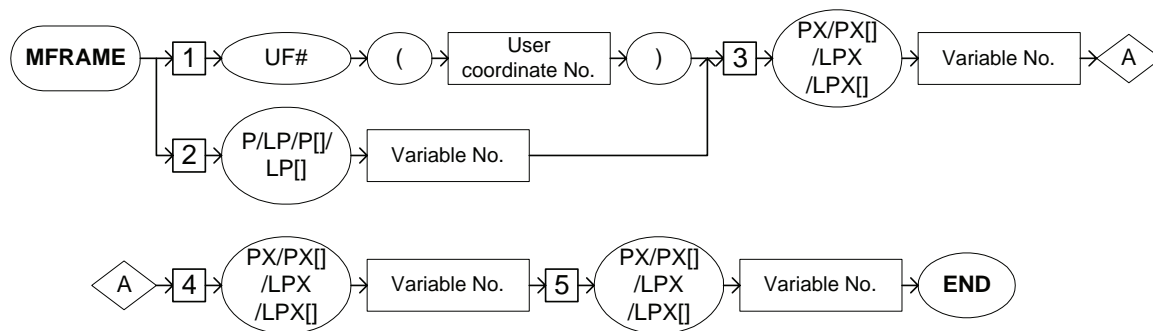 MFRAME
1
UF#
(
User
coordinate No.
)
3
PX/PX[]
/LPX
/LPX[]
Variable No.
A
2
P/LP/P[]/
LP[]
Variable No.
A
4
PX/PX[]
/LPX
/LPX[]
Variable No.
5
PX/PX[]
/LPX
/LPX[]
Variable No.
END